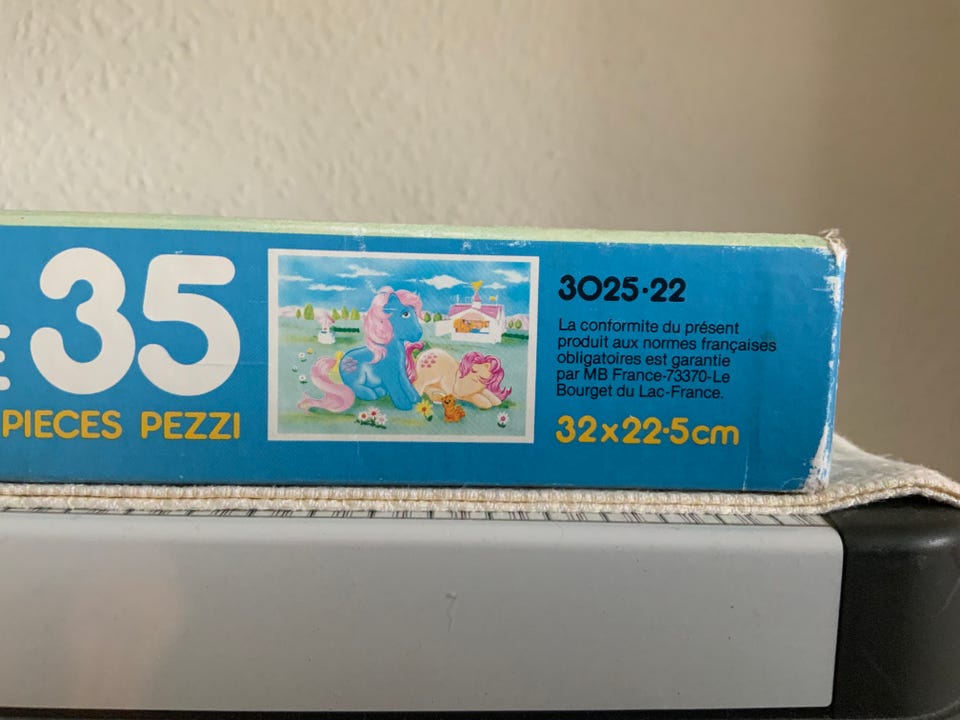 35
PIECES PEZZI
3025·22
La conformite du présent
produit aux normes françaises
obligatoires est garantie
par MB France-73370-Le
Bourget du Lac-France.
32x22·5cm